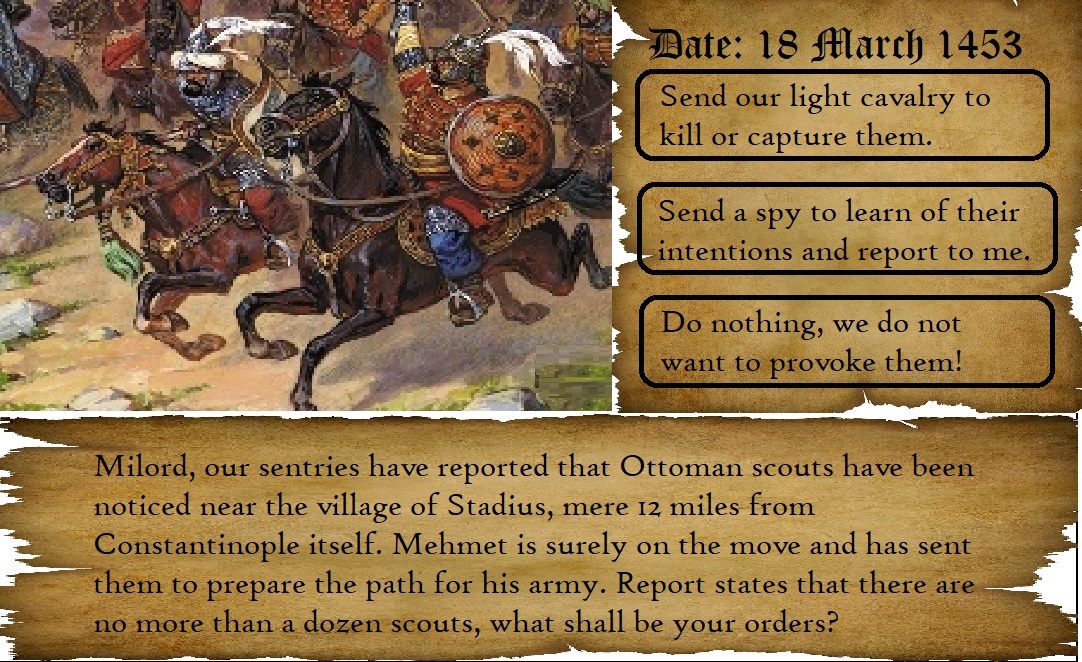 Date: 18 March 1453
Send our light cavalry to
kill or capture them.
Send a spy to learn of their
intentions and report to me.
Do nothing, we do not
want to provoke them!
Milord, our sentries have reported that Ottoman scouts have been
noticed near the village of Stadius, mere 12 miles from
Constantinople itself. Mehmet is surely on the move and has sent
them to prepare the path for his army. Report states that there are
no more than a dozen scouts, what shall be your orders?